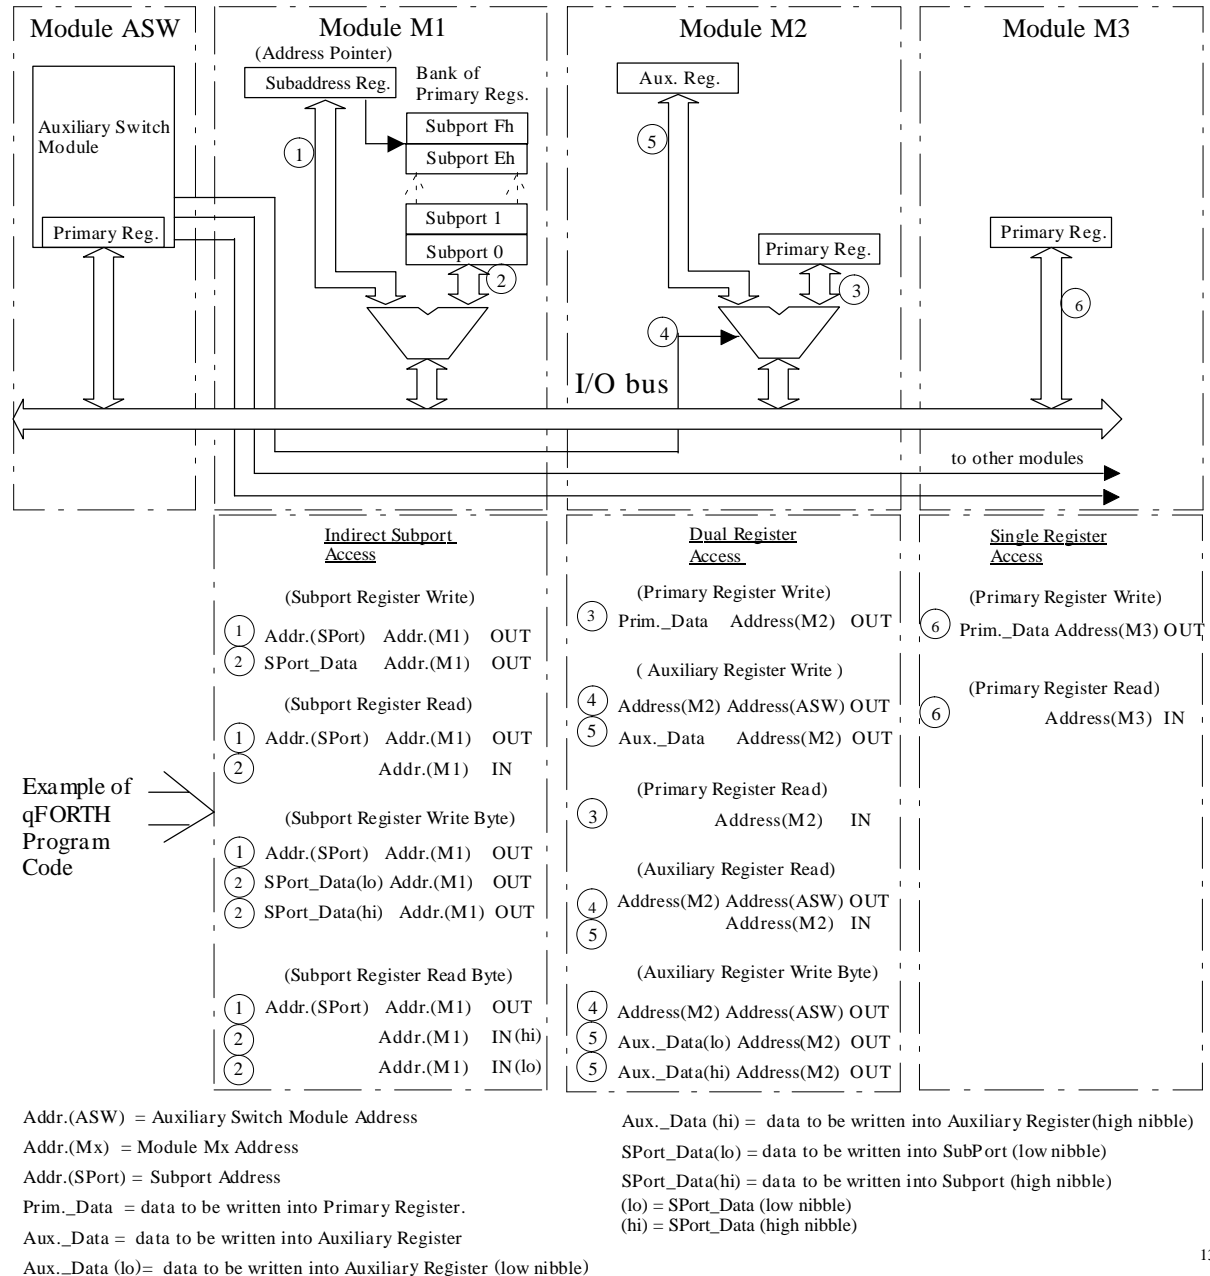 Module ASW
Module M1
Module M2
Module M3
Auxiliary Switch
Module
Primary Reg.
(Address Pointer)
Subaddress Reg.
Bank of
Primary Regs.
Subport Fh
Subport Eh
Subport 1
Subport 0
1
2
Aux. Reg.
5
Primary Reg.
3
4
Primary Reg.
6
I/O bus
to other modules
Example of
qFORTH
Program
Code
Indirect Subport
Access
(Subport Register Write)
1 Addr.(SPort) Addr.(M1) OUT
2 SPort_Data Addr.(M1) OUT
(Subport Register Read)
1 Addr.(SPort) Addr.(M1) OUT
2 Addr.(M1) IN
(Subport Register Write Byte)
1 Addr.(SPort) Addr.(M1) OUT
2 SPort_Data(lo) Addr.(M1) OUT
2 SPort_Data(hi) Addr.(M1) OUT
(Subport Register Read Byte)
1 Addr.(SPort) Addr.(M1) OUT
2 Addr.(M1) IN(hi)
2 Addr.(M1) IN(lo)
Dual Register
Access
(Primary Register Write)
3 Prim._Data Address(M2) OUT
( Auxiliary Register Write )
4 Address(M2) Address(ASW) OUT
5 Aux._Data Address(M2) OUT
(Primary Register Read)
3 Address(M2) IN
(Auxiliary Register Read)
4 Address(M2) Address(ASW) OUT
5 Address(M2) IN
(Auxiliary Register Write Byte)
4 Address(M2) Address(ASW) OUT
5 Aux._Data(lo) Address(M2) OUT
5 Aux._Data(hi) Address(M2) OUT
Single Register
Access
(Primary Register Write)
6 Prim._Data Address(M3) OUT
(Primary Register Read)
6 Address(M3) IN
Addr.(ASW) = Auxiliary Switch Module Address
Addr.(Mx) = Module Mx Address
Addr.(SPort) = Subport Address
Prim._Data = data to be written into Primary Register.
Aux._Data = data to be written into Auxiliary Register
Aux._Data (lo)= data to be written into Auxiliary Register (low nibble)
Aux._Data (hi) = data to be written into Auxiliary Register(high nibble)
SPort_Data(lo) = data to be written into SubPort (low nibble)
SPort_Data(hi) = data to be written into Subport (high nibble)
(lo) = SPort_Data (low nibble)
(hi) = SPort_Data (high nibble)